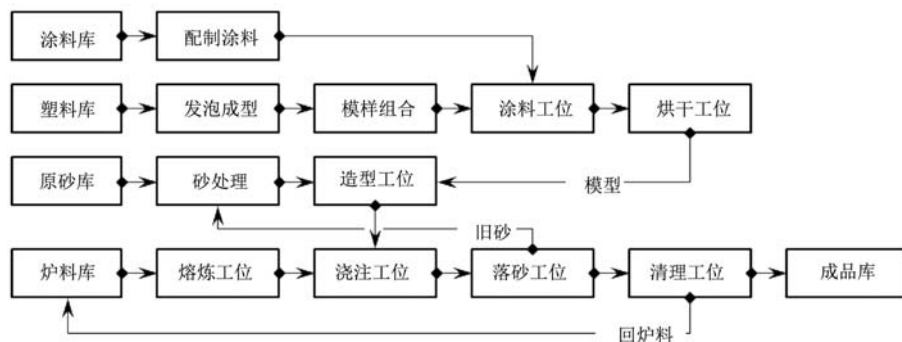 涂料库
配制涂料
塑料库
发泡成型
模样组合
涂料工位
烘干工位
原砂库
砂处理
造型工位
模型
旧砂
炉料库
熔炼工位
浇注工位
落砂工位
清理工位
成品库
回炉料